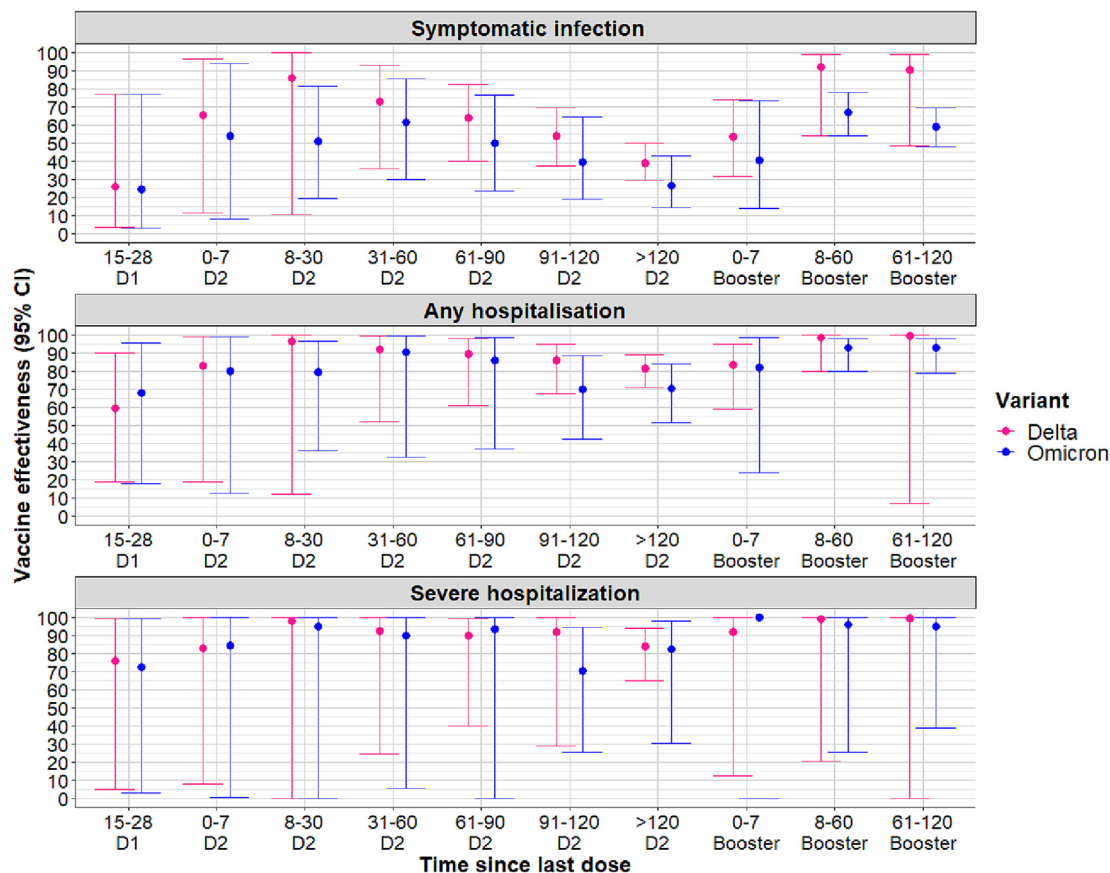 Symptomatic infection
100
90
80
70
60
50
40
30
20
10
0
15-28 0-7 8-30 31-60 61-90 91-120 >120 0-7 8-60 61-120
D1 D2 D2 D2 D2 D2 D2 Booster Booster Booster
Any hospitalisation
100
90
80
70
60
50
40
30
20
10
0
15-28 0-7 8-30 31-60 61-90 91-120 >120 0-7 8-60 61-120
D1 D2 D2 D2 D2 D2 D2 Booster Booster Booster
Severe hospitalization
100
90
80
70
60
50
40
30
20
10
0
15-28 0-7 8-30 31-60 61-90 91-120 >120 0-7 8-60 61-120
D1 D2 D2 D2 D2 D2 D2 Booster Booster Booster
Time since last dose
Vaccine effectiveness (95% CI)
Variant
Delta
Omicron